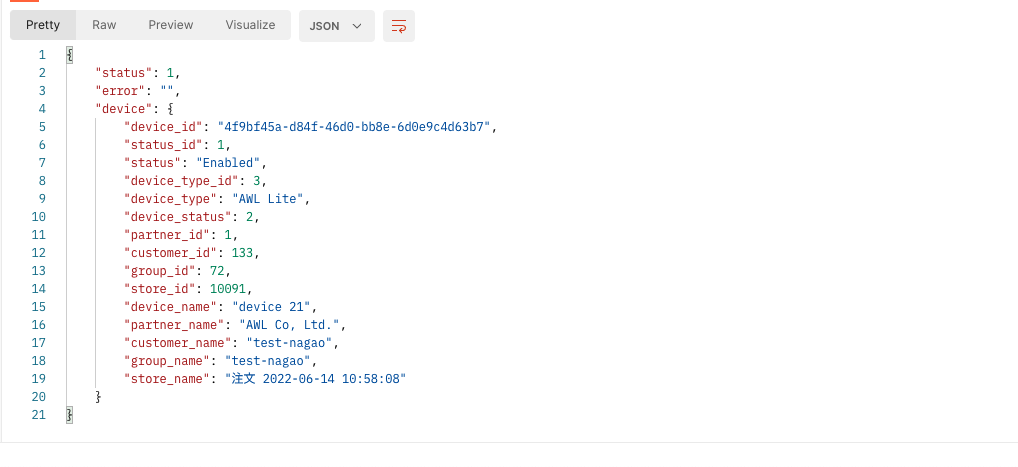 Pretty Raw Preview Visualize JSON
1 {
2 "status": 1,
3 "error": "",
4 "device": {
5 "device_id": "4f9bf45a-d84f-46d0-bb8e-6d0e9c4d63b7",
6 "status_id": 1,
7 "status": "Enabled",
8 "device_type_id": 3,
9 "device_type": "AWL Lite",
10 "device_status": 2,
11 "partner_id": 1,
12 "customer_id": 133,
13 "group_id": 72,
14 "store_id": 10091,
15 "device_name": "device 21",
16 "partner_name": "AWL Co, Ltd.",
17 "customer_name": "test-nagao",
18 "group_name": "test-nagao",
19 "store_name": "注文 2022-06-14 10:58:08"
20 }
21 }